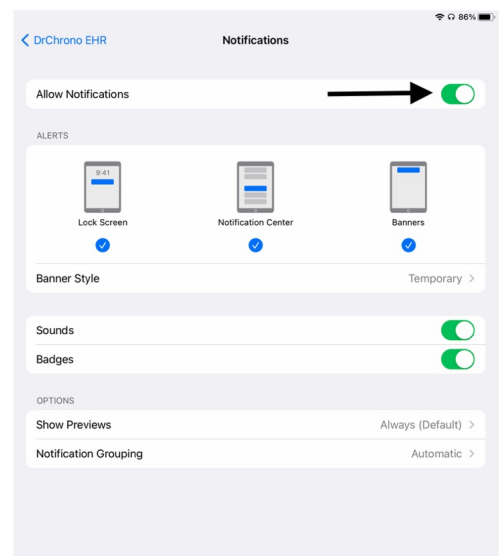 86%
DrChrono EHR Notifications
Allow Notifications
ALERTS
9:41
Lock Screen Notification Center Banners
Banner Style Temporary
Sounds
Badges
OPTIONS
Show Previews Always (Default)
Notification Grouping Automatic